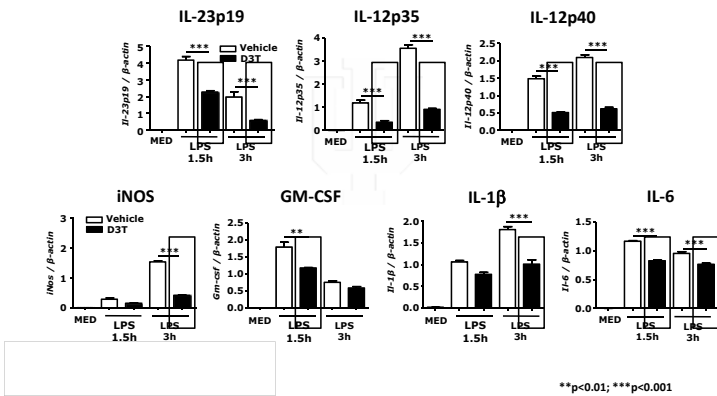 IL-23p19
IL-12p35
IL-12p40
Vehicle
D3T
Il-23p19 / β-actin
5
4
3
2
1
0
***
***
MED
LPS
1.5h
LPS
3h
Il-12p35 / β-actin
4
3
2
1
0
***
***
MED
LPS
1.5h
LPS
3h
Il-12p40 / β-actin
2.5
2.0
1.5
1.0
0.5
0.0
***
***
MED
LPS
1.5h
LPS
3h
iNOS
GM-CSF
IL-1β
IL-6
Vehicle
D3T
iNos / β-actin
3
2
1
0
***
MED
LPS
1.5h
LPS
3h
Gm-csf / β-actin
2.5
2.0
1.5
1.0
0.5
0.0
**
MED
LPS
1.5h
LPS
3h
Il-1β / β-actin
2.0
1.5
1.0
0.5
0.0
***
MED
LPS
1.5h
LPS
3h
Il-6 / β-actin
1.5
1.0
0.5
0.0
***
***
MED
LPS
1.5h
LPS
3h
**p<0.01; ***p<0.001